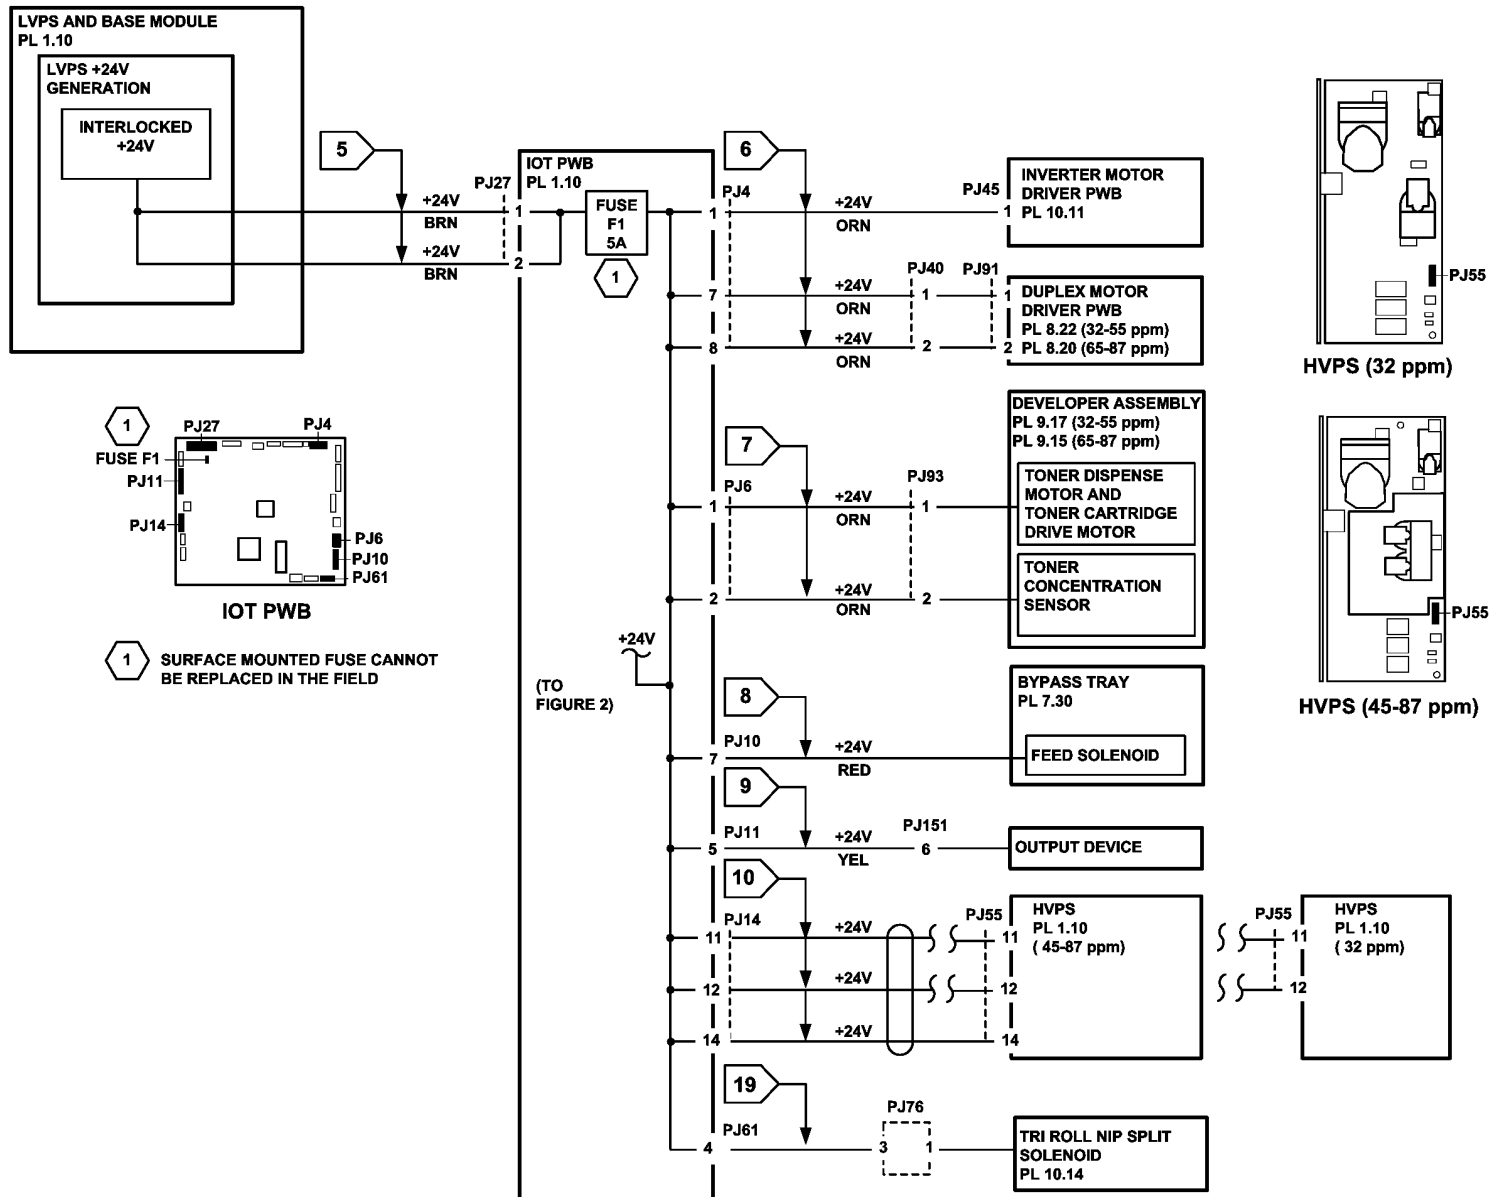 LVPS AND BASE MODULE
PL 1.10
LVPS +24V
GENERATION
INTERLOCKED
+24V
5
+24V
BRN
+24V
BRN
PJ27
1
2
IOT PWB
PL 1.10
FUSE
F1
5A
1
6
PJ4
1
+24V
ORN
PJ45
1
INVERTER MOTOR
DRIVER PWB
PL 10.11
7
+24V
ORN
PJ40
1
PJ91
1
8
+24V
ORN
2
2
DUPLEX MOTOR
DRIVER PWB
PL 8.22 (32-55 ppm)
PL 8.20 (65-87 ppm)
PJ55
HVPS (32 ppm)
1
PJ27
PJ4
FUSE F1
PJ11
PJ14
PJ6
PJ10
PJ61
IOT PWB
1
SURFACE MOUNTED FUSE CANNOT
BE REPLACED IN THE FIELD
7
PJ6
1
+24V
ORN
PJ93
1
2
+24V
ORN
2
DEVELOPER ASSEMBLY
PL 9.17 (32-55 ppm)
PL 9.15 (65-87 ppm)
TONER DISPENSE
MOTOR AND
TONER CARTRIDGE
DRIVE MOTOR
TONER
CONCENTRATION
SENSOR
PJ55
HVPS (45-87 ppm)
+24V
(TO
FIGURE 2)
8
PJ10
7
+24V
RED
BYPASS TRAY
PL 7.30
FEED SOLENOID
9
PJ11
5
+24V
YEL
PJ151
6
OUTPUT DEVICE
10
PJ14
11
+24V
12
+24V
14
+24V
PJ55
11
12
14
HVPS
PL 1.10
( 45-87 ppm)
PJ55
11
12
HVPS
PL 1.10
( 32 ppm)
19
PJ61
4
PJ76
3
1
TRI ROLL NIP SPLIT
SOLENOID
PL 10.14